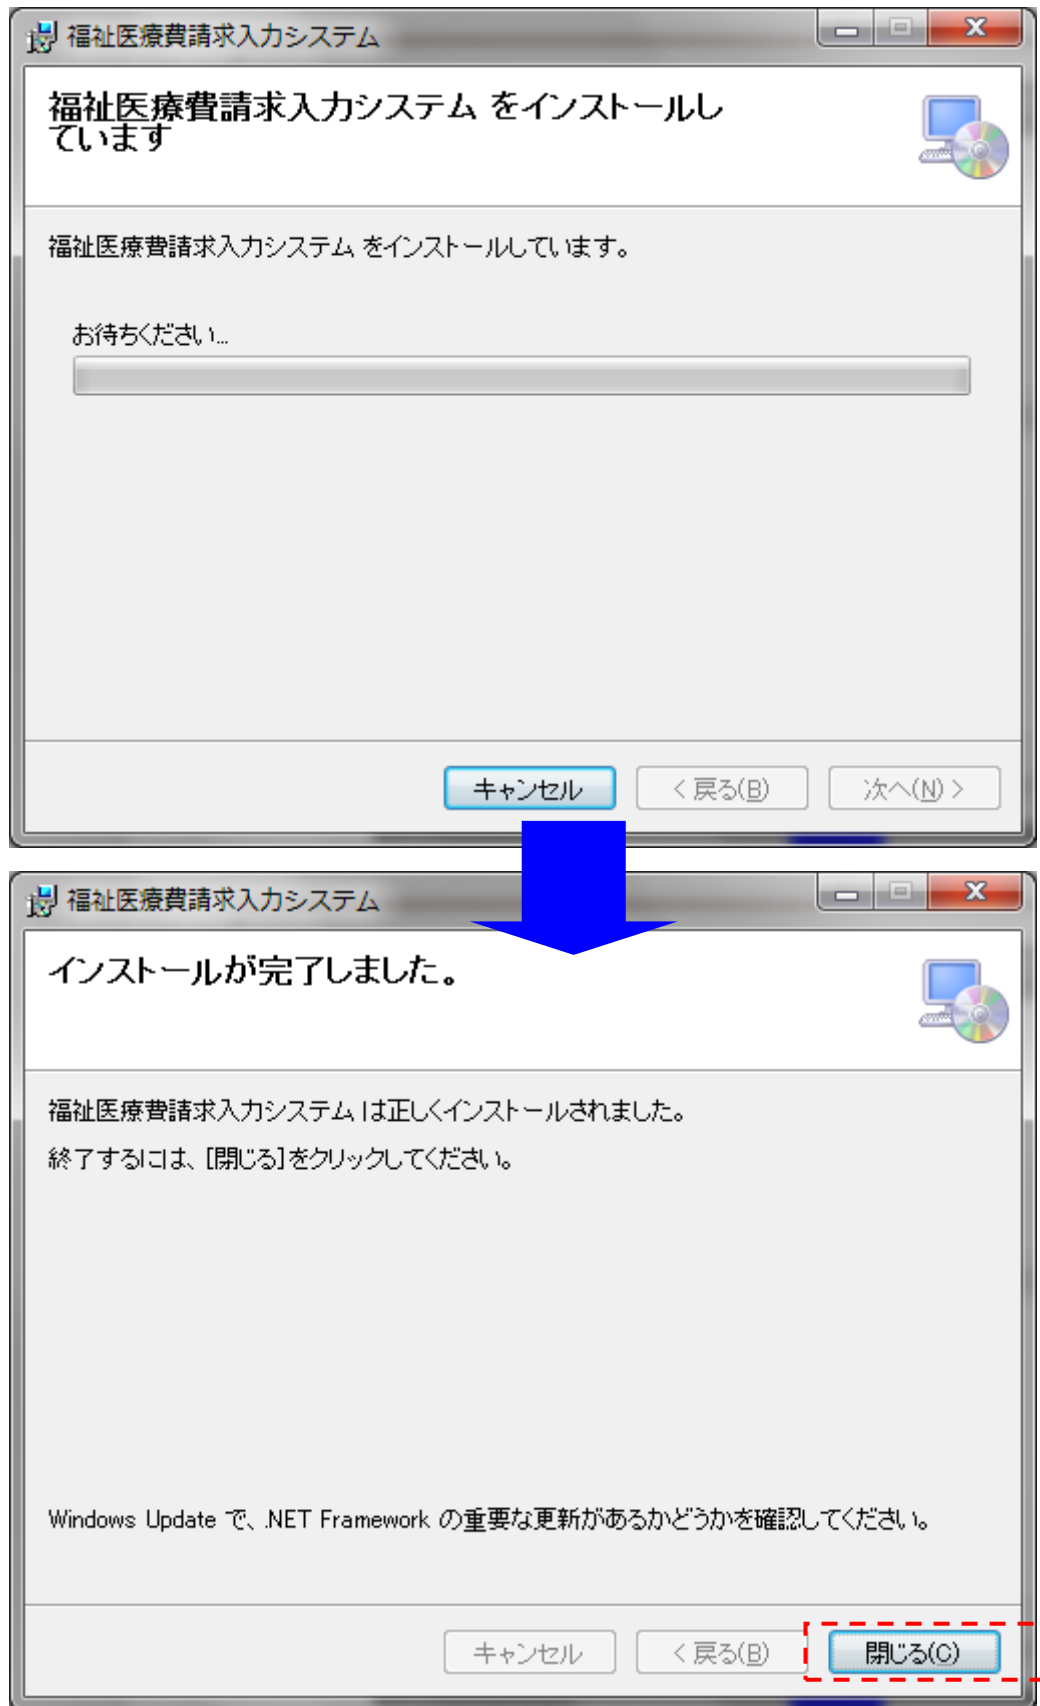 福祉医療費請求入力システム
福祉医療費請求入力システム をインストールし
ています
福祉医療費請求入力システム をインストールしています。
お待ちください...
キャンセル
< 戻る(B)
次へ(N) >
福祉医療費請求入力システム
インストールが完了しました。
福祉医療費請求入力システム は正しくインストールされました。
終了するには、[閉じる]をクリックしてください。
Windows Update で、.NET Framework の重要な更新があるかどうかを確認してください。
キャンセル
< 戻る(B)
閉じる(C)